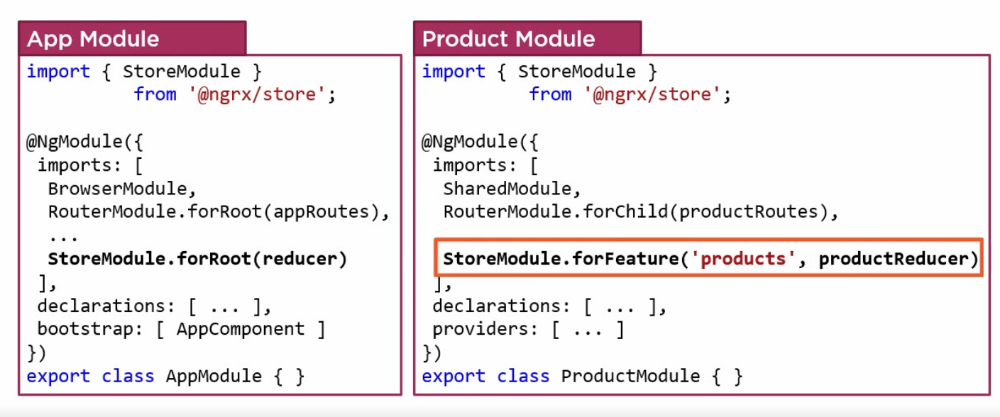 App Module
import { StoreModule }
from '@ngrx/store';
@NgModule({
imports: [
BrowserModule,
RouterModule.forRoot(appRoutes),
...
StoreModule.forRoot(reducer)
],
declarations: [ ... ],
bootstrap: [ AppComponent ]
})
export class AppModule { }
Product Module
import { StoreModule }
from '@ngrx/store';
@NgModule({
imports: [
SharedModule,
RouterModule.forChild(productRoutes),
StoreModule.forFeature('products', productReducer)
],
declarations: [ ... ],
providers: [ ... ]
})
export class ProductModule { }